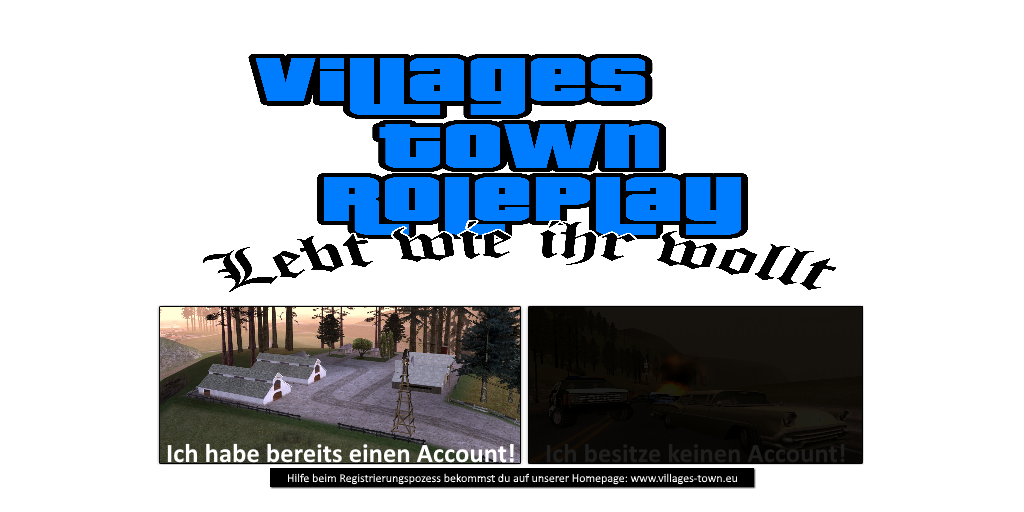 Villages
Town
Roleplay
Lebt wie ihr wollt
Ich habe bereits einen Account!
Ich besitze keinen Account!
Hilfe beim Registrierungspozess bekommst du auf unserer Homepage: www.villages-town.eu